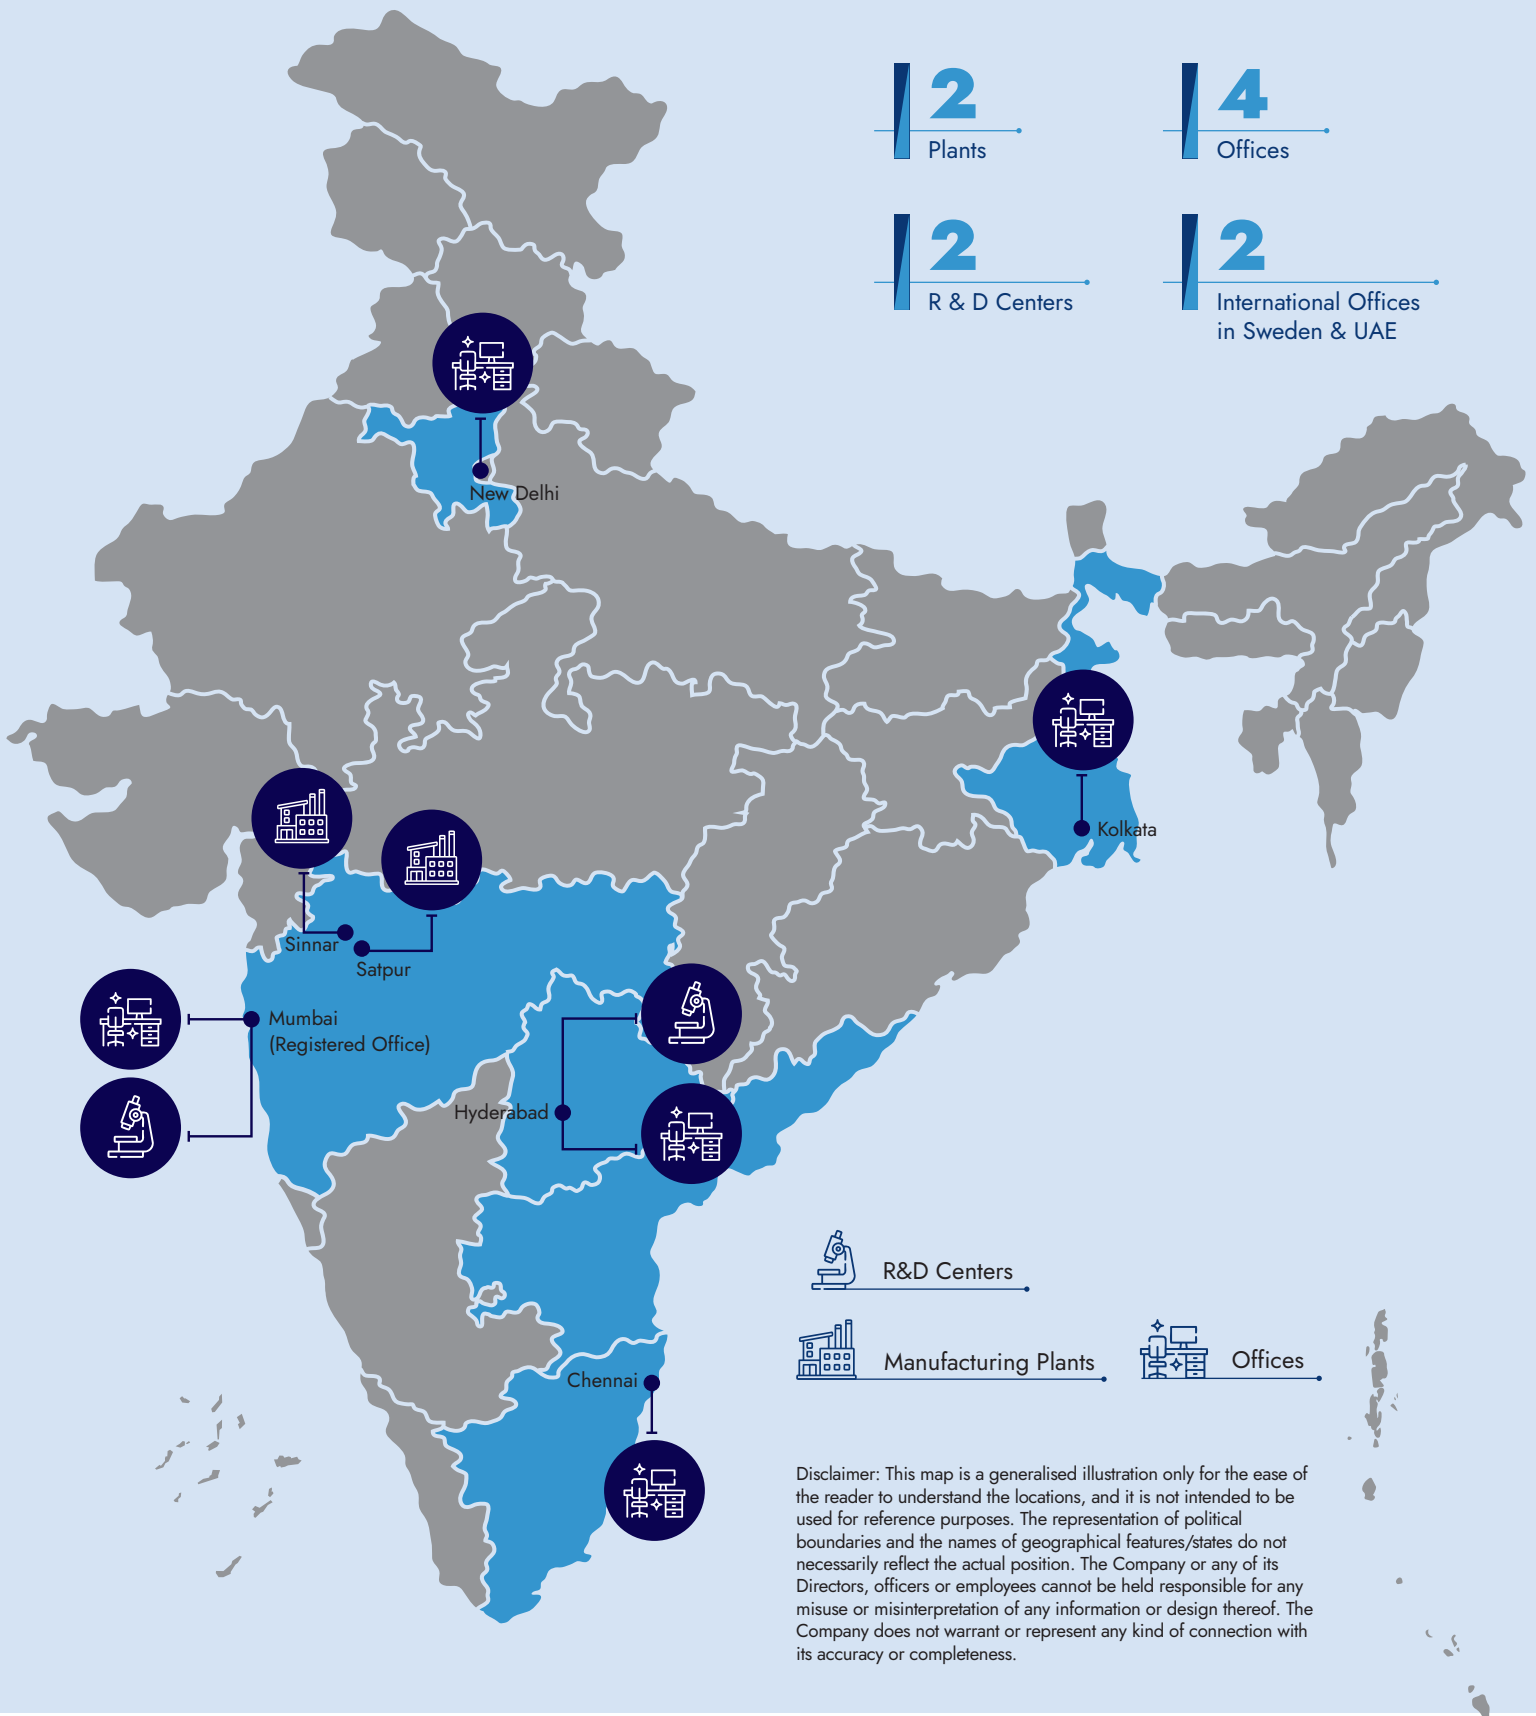 2
Plants
4
Offices
2
R & D Centers
2
International Offices
in Sweden & UAE
New Delhi
Kolkata
Sinnar
Satpur
Mumbai
(Registered Office)
Hyderabad
Chennai
R&D Centers
Manufacturing Plants
Offices
Disclaimer: This map is a generalised illustration only for the ease of
the reader to understand the locations, and it is not intended to be
used for reference purposes. The representation of political
boundaries and the names of geographical features/states do not
necessarily reflect the actual position. The Company or any of its
Directors, officers or employees cannot be held responsible for any
misuse or misinterpretation of any information or design thereof. The
Company does not warrant or represent any kind of connection with
its accuracy or completeness.